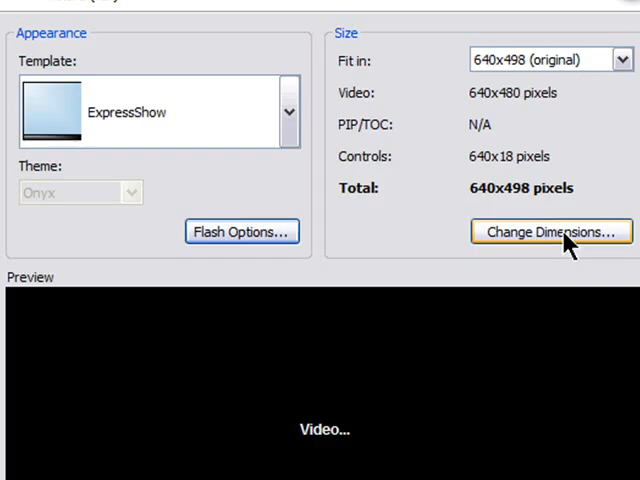 Appearance
Template:
ExpressShow
Theme:
Onyx
Flash Options...
Size
Fit in: 640x498 (original)
Video: 640x480 pixels
PIP/TOC: N/A
Controls: 640x18 pixels
Total: 640x498 pixels
Change Dimensions...
Preview
Video...